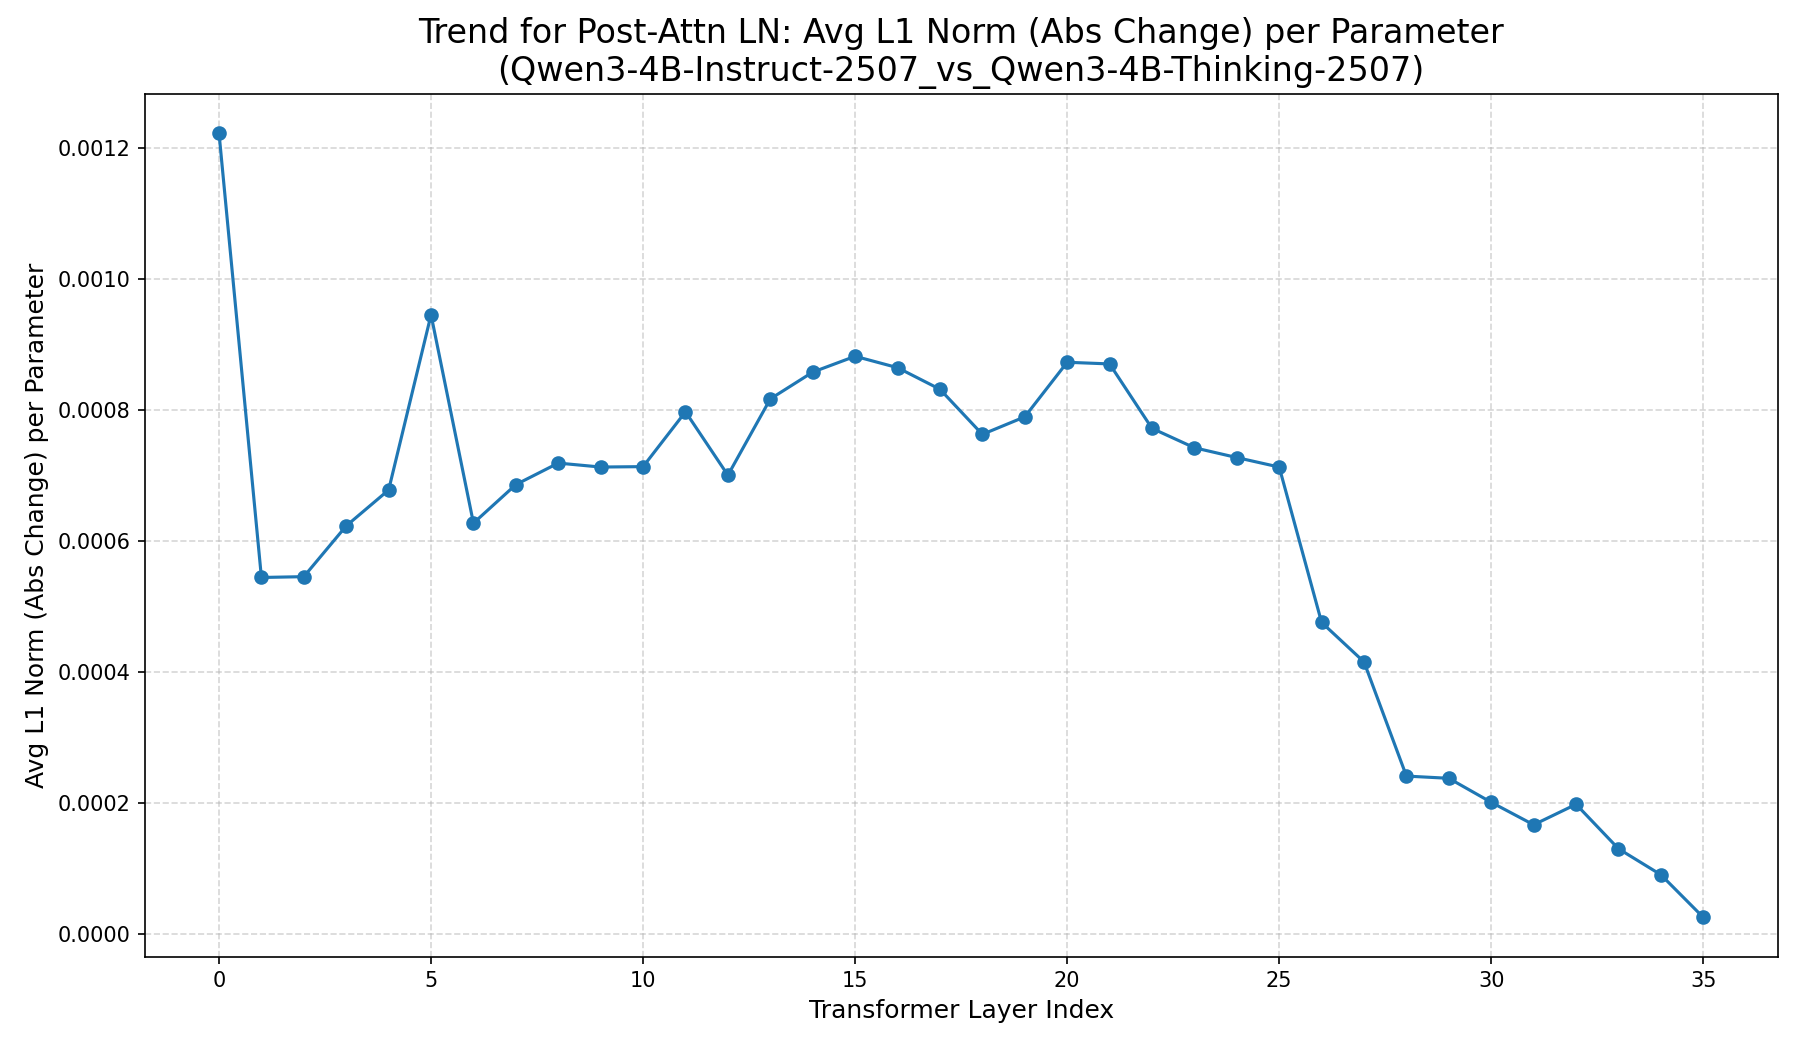 Trend for Post-Attn LN: Avg L1 Norm (Abs Change) per Parameter
(Qwen3-4B-Instruct-2507_vs_Qwen3-4B-Thinking-2507)
Avg L1 Norm (Abs Change) per Parameter
0.0012
0.0010
0.0008
0.0006
0.0004
0.0002
0.0000
0 5 10 15 20 25 30 35
Transformer Layer Index